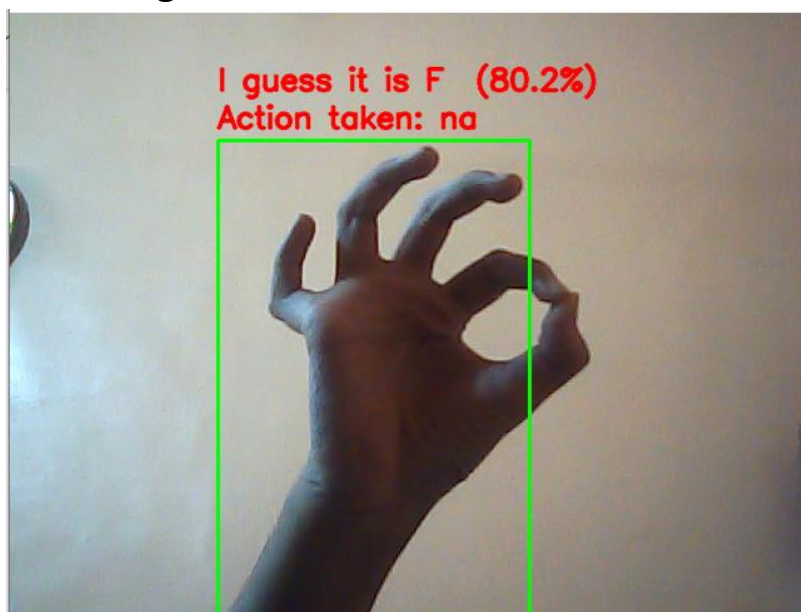 I guess it is F (80.2%)
Action taken: na